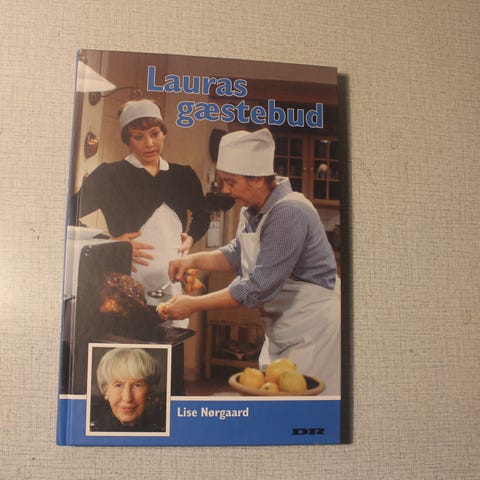 Lauras
gæstebud
Lise Nørgaard
DR